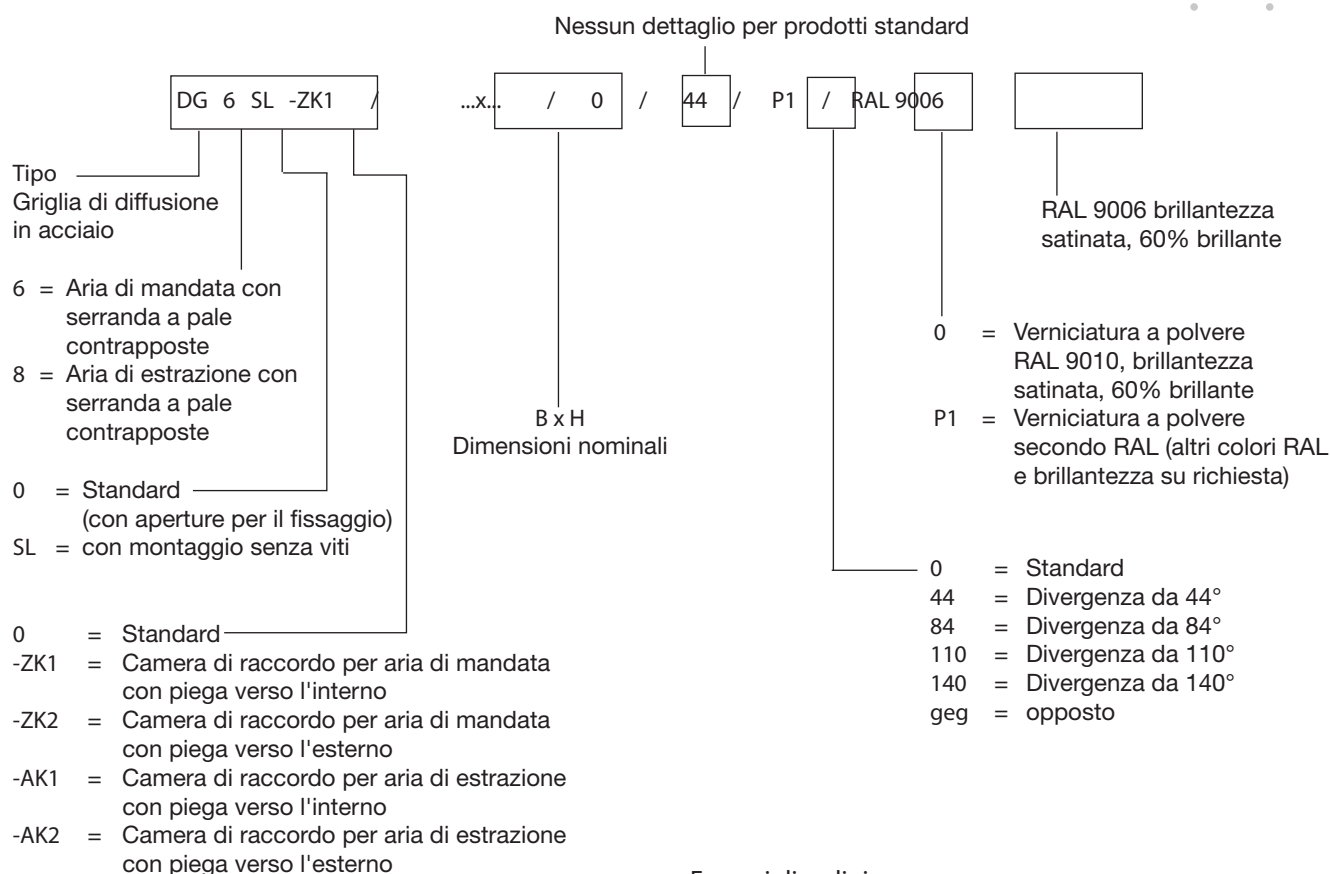 Nessun dettaglio per prodotti standard
DG 6 SL -ZK1 / ...x... / 0 / 44 / P1 / RAL 9006
Tipo
Griglia di diffusione
in acciaio
6 = Aria di mandata con
serranda a pale
contrapposte
8 = Aria di estrazione con
serranda a pale
contrapposte
0 = Standard
(con aperture per il fissaggio)
SL = con montaggio senza viti
0 = Standard
-ZK1 = Camera di raccordo per aria di mandata
con piega verso l'interno
-ZK2 = Camera di raccordo per aria di mandata
con piega verso l'esterno
-AK1 = Camera di raccordo per aria di estrazione
con piega verso l'interno
-AK2 = Camera di raccordo per aria di estrazione
con piega verso l'esterno
B x H
Dimensioni nominali
RAL 9006 brillantezza
satinata, 60% brillante
0 = Verniciatura a polvere
RAL 9010, brillantezza
satinata, 60% brillante
P1 = Verniciatura a polvere
secondo RAL (altri colori RAL
e brillantezza su richiesta)
0 = Standard
44 = Divergenza da 44°
84 = Divergenza da 84°
110 = Divergenza da 110°
140 = Divergenza da 140°
geg = opposto